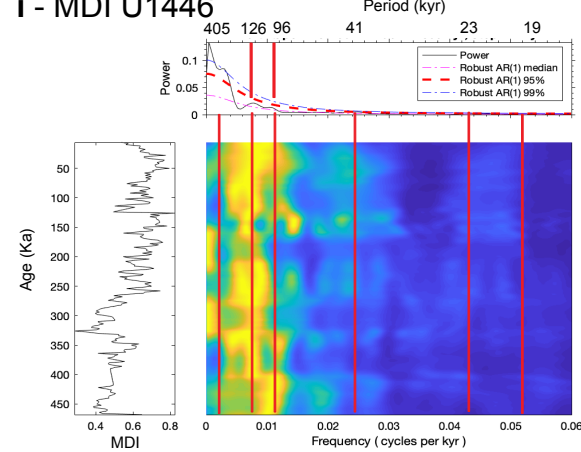 I - MDI U1446
Period (kyr)
405 126 96 41 23 19
Power
0.1
0.05
0
Power
Robust AR(1) median
Robust AR(1) 95%
Robust AR(1) 99%
Age (Ka)
50
100
150
200
250
300
350
400
450
0.4 0.6 0.8
MDI
0 0.01 0.02 0.03 0.04 0.05 0.06
Frequency ( cycles per kyr )